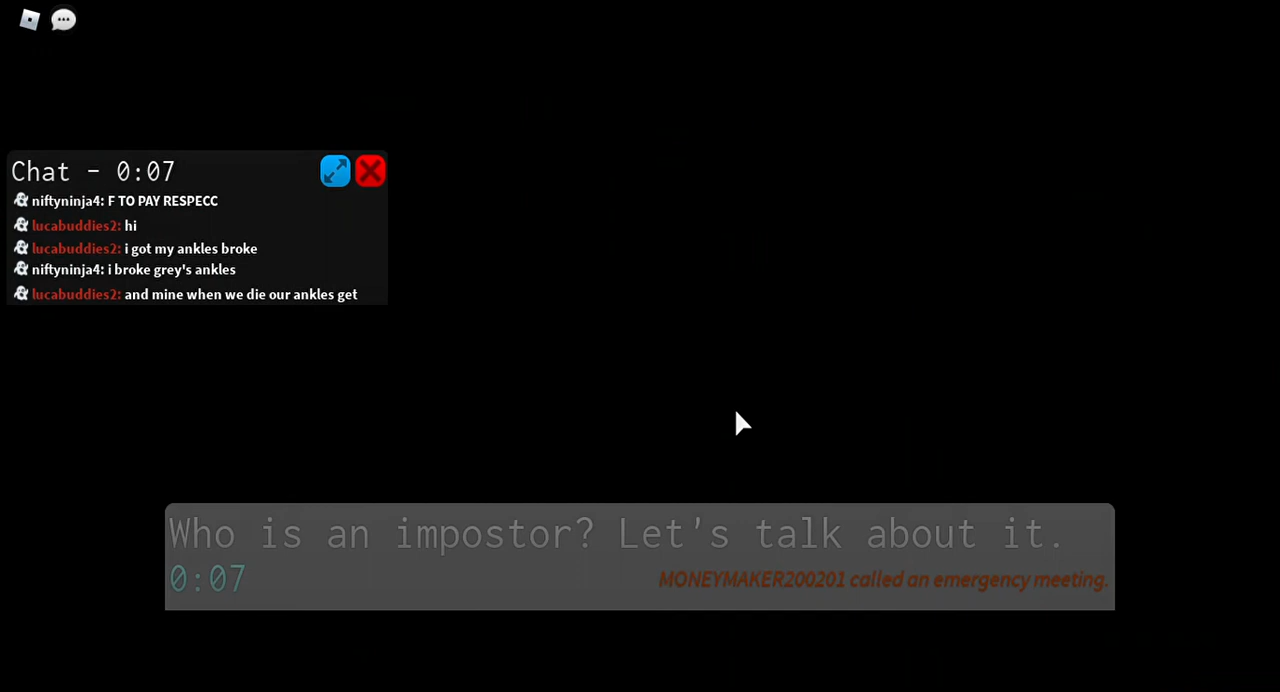 Chat - 0:07
niftyninja4: F TO PAY RESPECC
lucabuddies2: hi
lucabuddies2: i got my ankles broke
niftyninja4: i broke grey's ankles
lucabuddies2: and mine when we die our ankles get
Who is an impostor? Let's talk about it.
0:07
MONEYMAKER200201 called an emergency meeting.